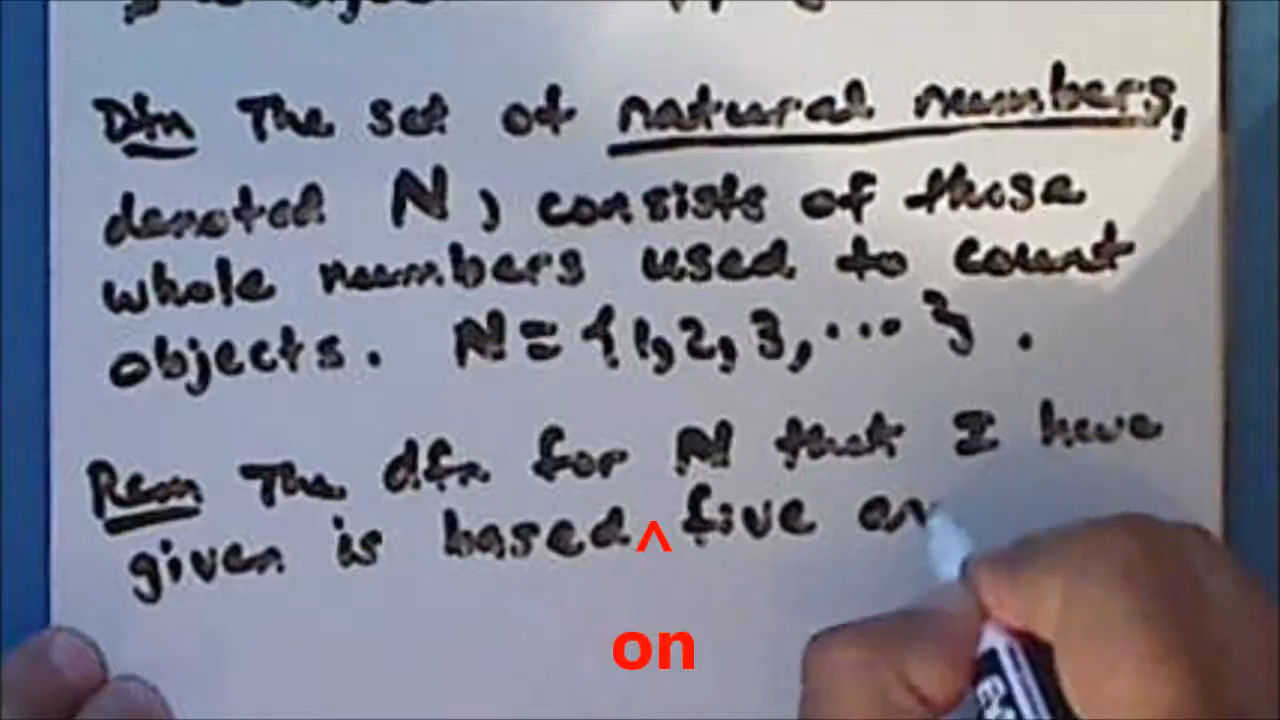 Dfn The set of natural numbers,
denoted N, consists of those
whole numbers used to count
objects. N = {1, 2, 3, ... }.
Rem The dfn for N that I have
given is based ^ five
on